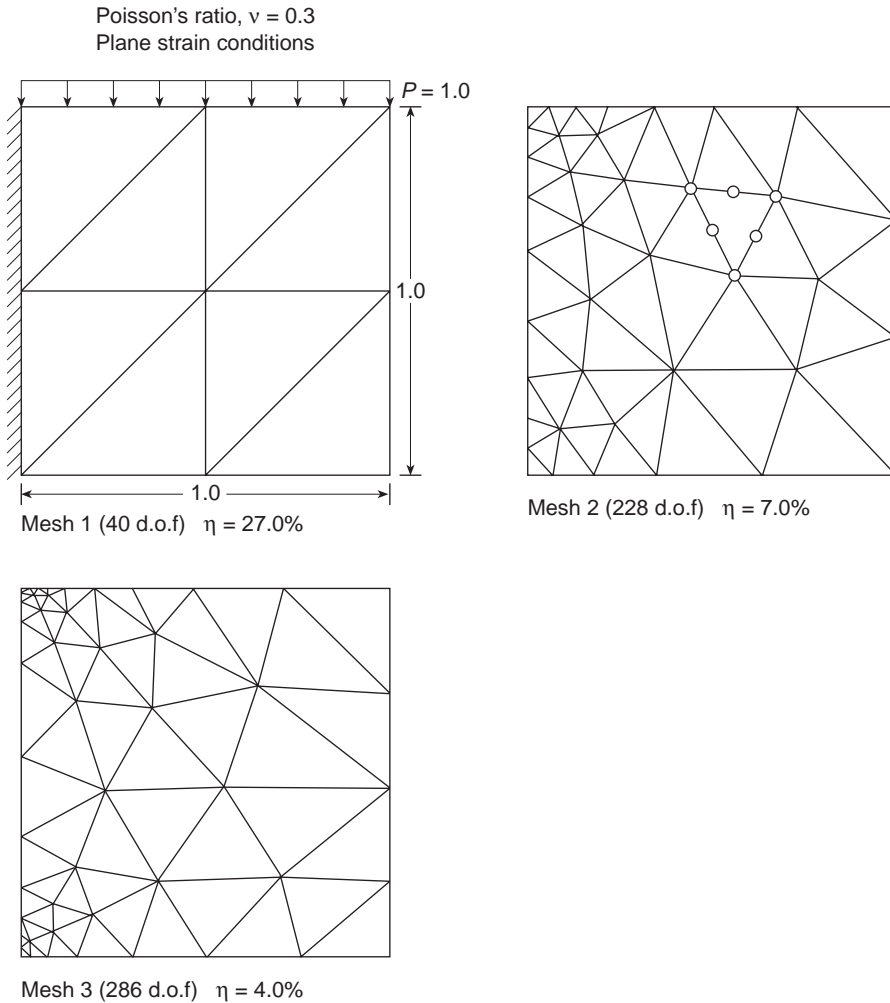 Poisson's ratio, ν = 0.3
Plane strain conditions
P = 1.0
1.0
1.0
Mesh 1 (40 d.o.f) η = 27.0%
Mesh 2 (228 d.o.f) η = 7.0%
Mesh 3 (286 d.o.f) η = 4.0%